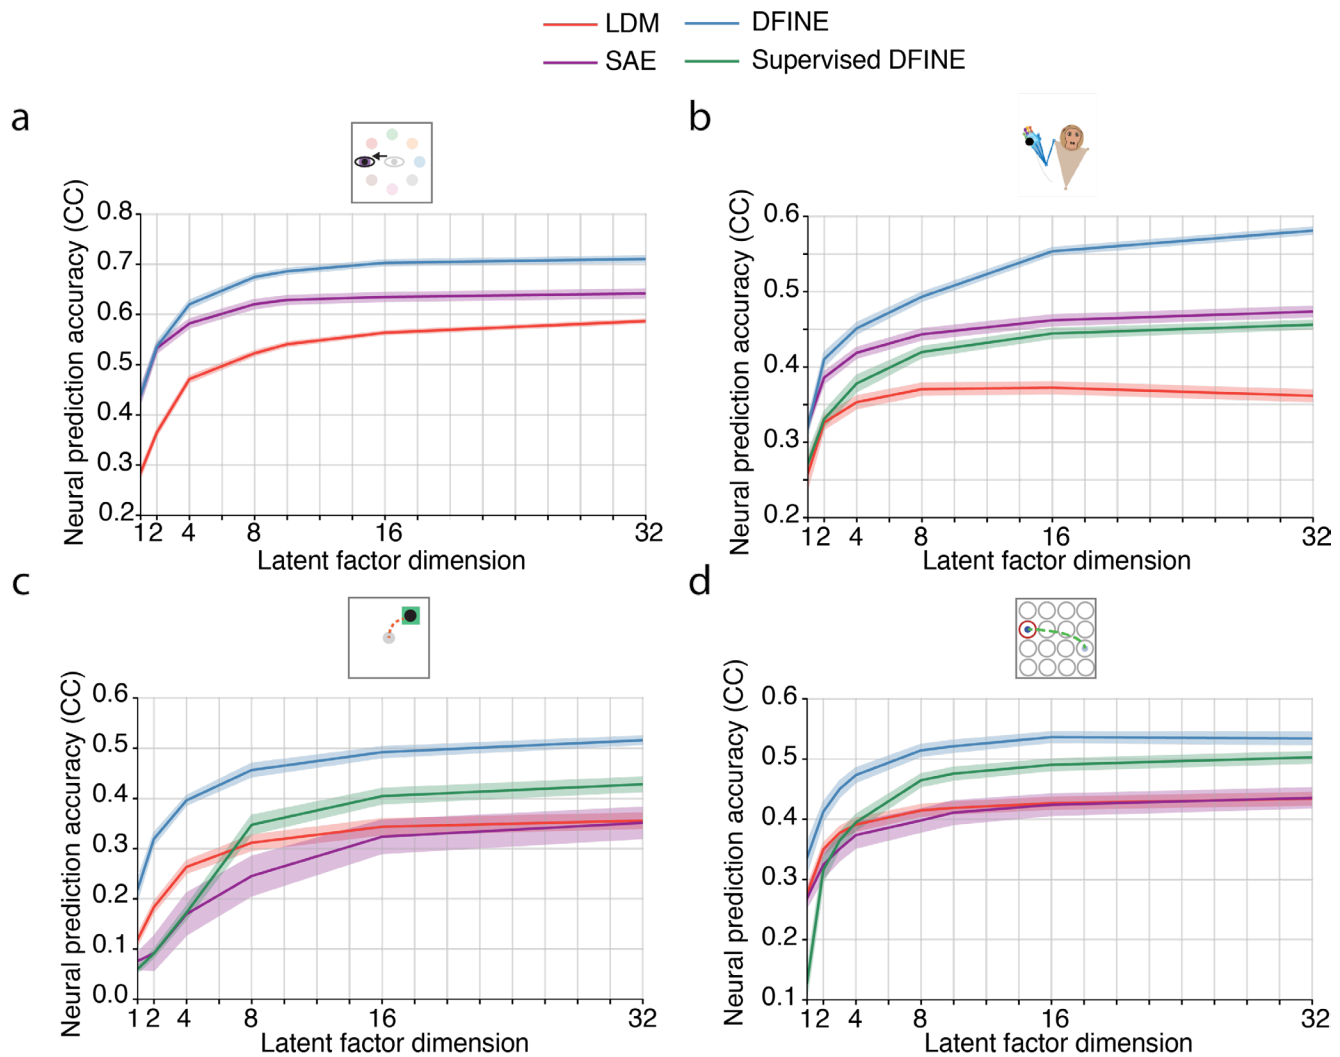 LDM DFINE
SAE Supervised DFINE
a
Neural prediction accuracy (CC)
0.8
0.7
0.6
0.5
0.4
0.3
0.2
1 2 4 8 16 32
Latent factor dimension
b
Neural prediction accuracy (CC)
0.6
0.5
0.4
0.3
0.2
1 2 4 8 16 32
Latent factor dimension
c
Neural prediction accuracy (CC)
0.6
0.5
0.4
0.3
0.2
0.1
0.0
1 2 4 8 16 32
Latent factor dimension
d
Neural prediction accuracy (CC)
0.6
0.5
0.4
0.3
0.2
0.1
1 2 4 8 16 32
Latent factor dimension